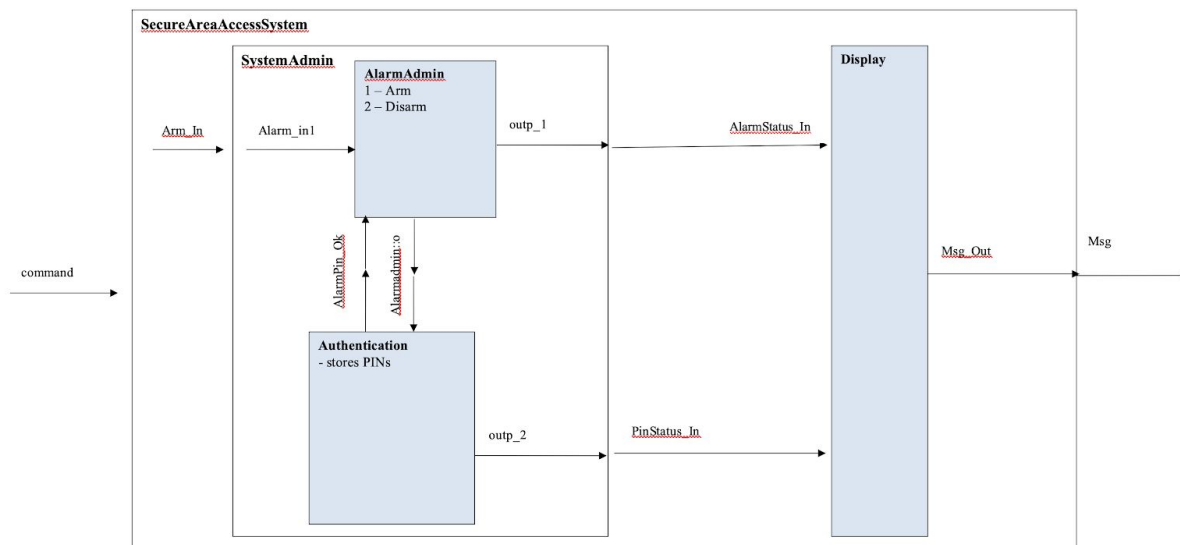 SecureAreaAccessSystem
SystemAdmin
AlarmAdmin
1 – Arm
2 – Disarm
Display
Arm_In
Alarm_in1
outp_1
AlarmStatus_In
AlarmPin_Ok
Alarmadmin::o
command
Msg_Out
Msg
Authentication
- stores PINs
outp_2
PinStatus_In